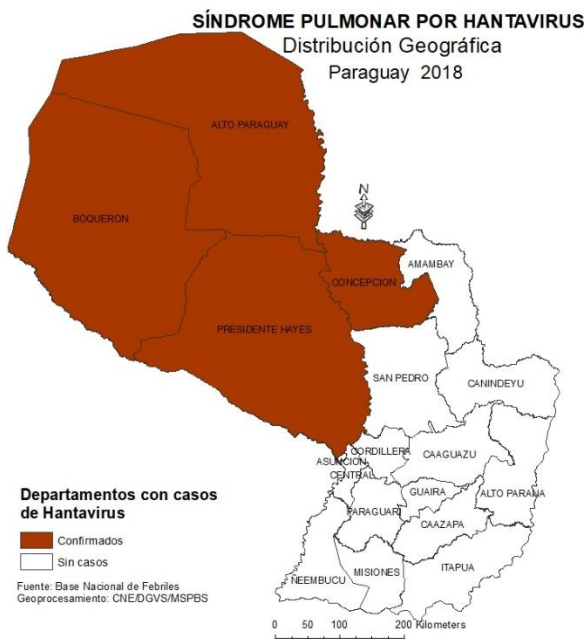 SÍNDROME PULMONAR POR HANTAVIRUS
Distribución Geográfica
Paraguay 2018
ALTO PARAGUAY
N
BOQUERON
AMAMBAY
CONCEPCION
PRESIDENTE HAYES
SAN PEDRO
CANINDEYU
CORDILLERA
CAAGUAZU
ASUNCION
CENTRAL
GUAIRA
ALTO PARANA
PARAGUARI
CAAZAPA
ÑEEMBUCU
MISIONES
ITAPUA
Departamentos con casos
de Hantavirus
Confirmados
Sin casos
Fuente: Base Nacional de Febriles
Geoprocesamiento: CNE/DGVS/MSPBS
0 50 100 200 Kilometers